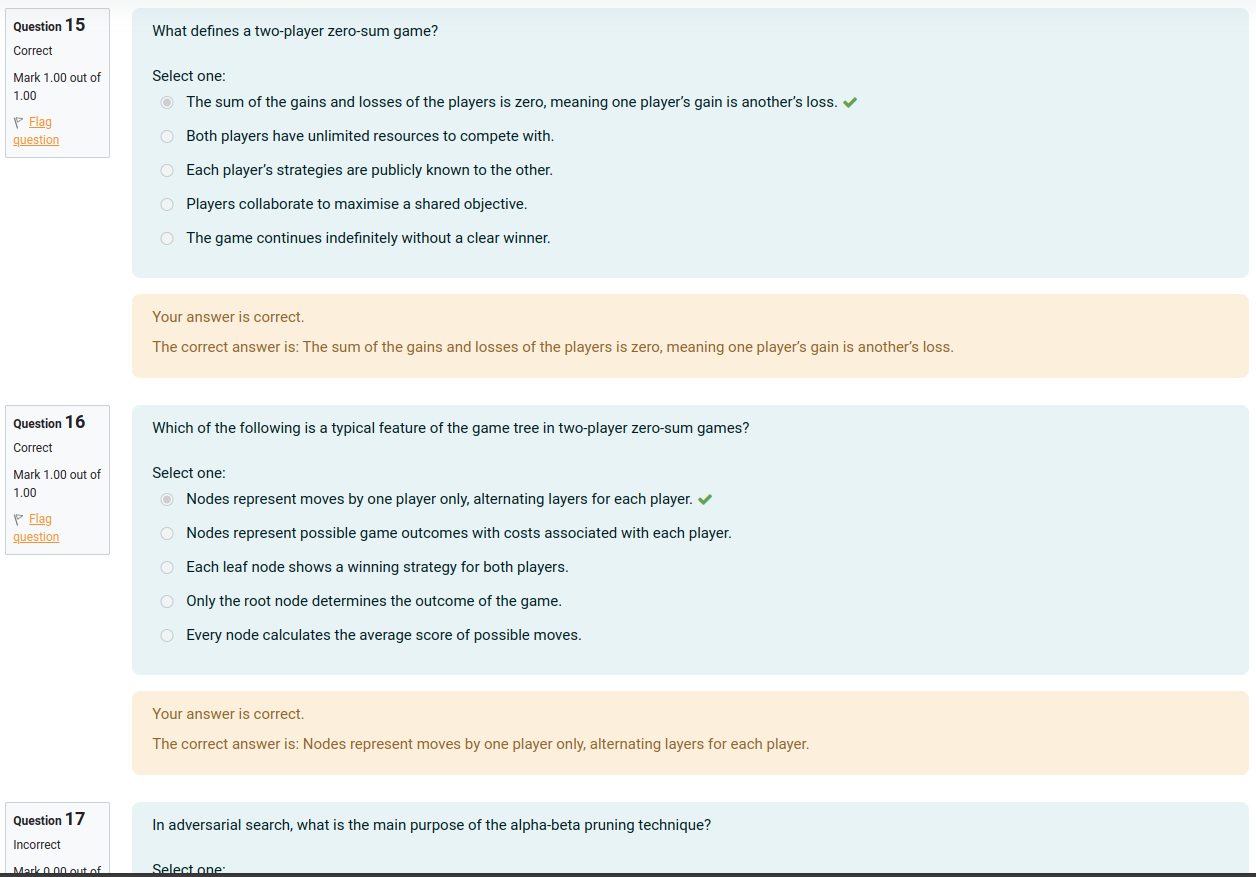 Question 15
Correct
Mark 1.00 out of
1.00
Flag
question
What defines a two-player zero-sum game?
Select one:
The sum of the gains and losses of the players is zero, meaning one player’s gain is another’s loss.
Both players have unlimited resources to compete with.
Each player’s strategies are publicly known to the other.
Players collaborate to maximise a shared objective.
The game continues indefinitely without a clear winner.
Your answer is correct.
The correct answer is: The sum of the gains and losses of the players is zero, meaning one player’s gain is another’s loss.
Question 16
Correct
Mark 1.00 out of
1.00
Flag
question
Which of the following is a typical feature of the game tree in two-player zero-sum games?
Select one:
Nodes represent moves by one player only, alternating layers for each player.
Nodes represent possible game outcomes with costs associated with each player.
Each leaf node shows a winning strategy for both players.
Only the root node determines the outcome of the game.
Every node calculates the average score of possible moves.
Your answer is correct.
The correct answer is: Nodes represent moves by one player only, alternating layers for each player.
Question 17
Incorrect
Mark 0.00 out of
In adversarial search, what is the main purpose of the alpha-beta pruning technique?
Select one: